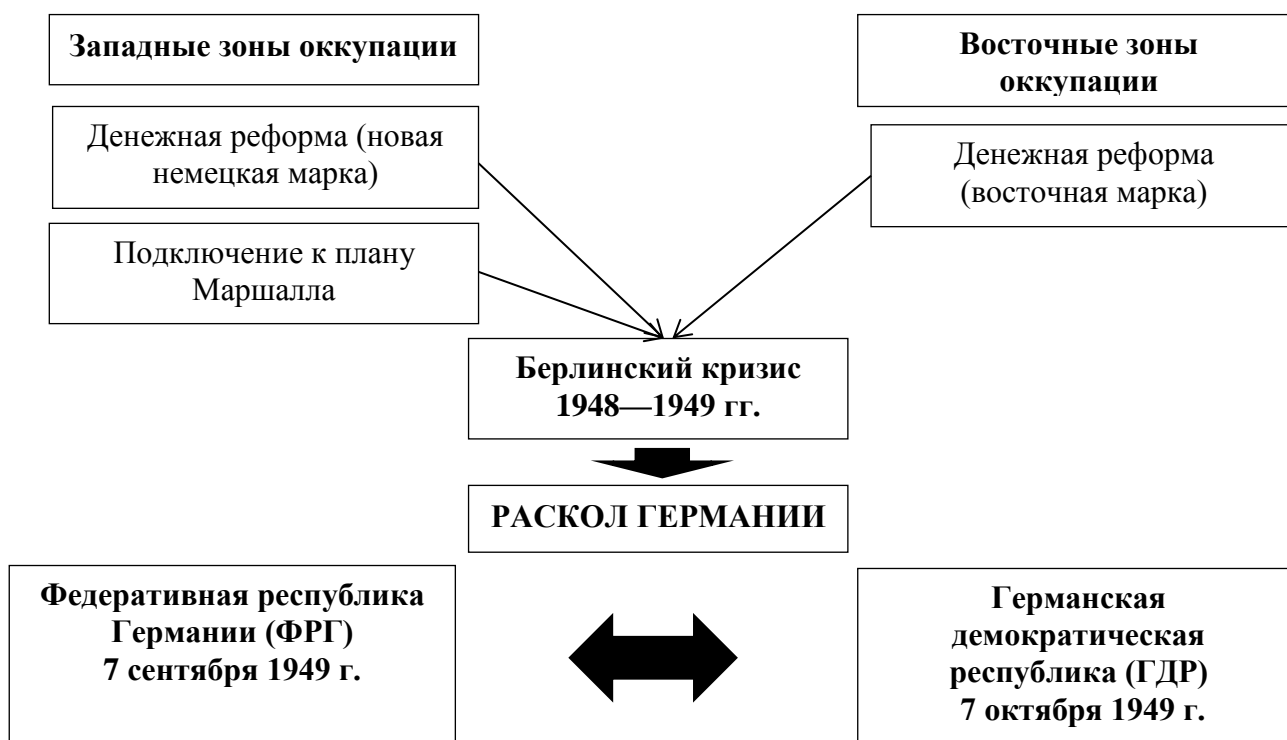 Западные зоны оккупации
Восточные зоны
оккупации
Денежная реформа (новая
немецкая марка)
Денежная реформа
(восточная марка)
Подключение к плану
Маршалла
Берлинский кризис
1948—1949 гг.
РАСКОЛ ГЕРМАНИИ
Федеративная республика
Германии (ФРГ)
7 сентября 1949 г.
Германская
демократическая
республика (ГДР)
7 октября 1949 г.